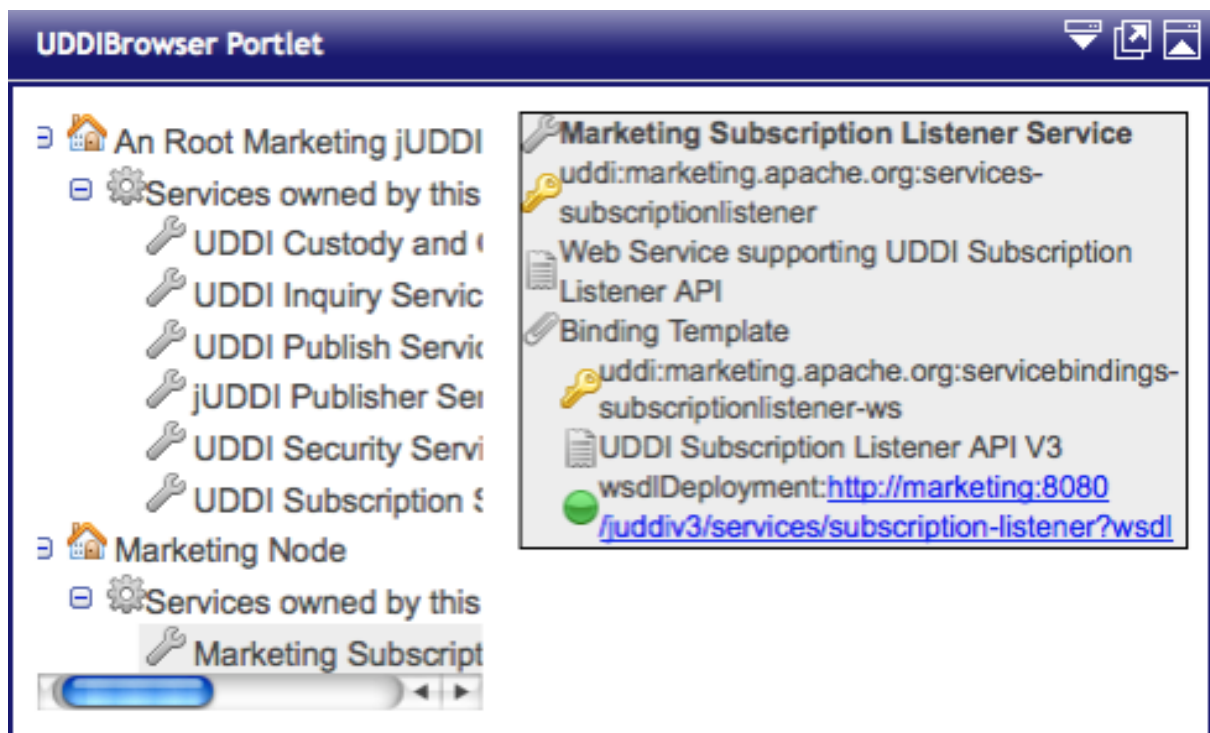 UDDIBrowser Portlet
An Root Marketing jUDDI
Services owned by this
UDDI Custody and
UDDI Inquiry Servic
UDDI Publish Servic
jUDDI Publisher Ser
UDDI Security Servi
UDDI Subscription S
Marketing Node
Services owned by this
Marketing Subscript
Marketing Subscription Listener Service
uddi:marketing.apache.org:services-
subscriptionlistener
Web Service supporting UDDI Subscription
Listener API
Binding Template
uddi:marketing.apache.org:servicebindings-
subscriptionlistener-ws
UDDI Subscription Listener API V3
wsdlDeployment:http://marketing:8080
/juddiv3/services/subscription-listener?wsdl